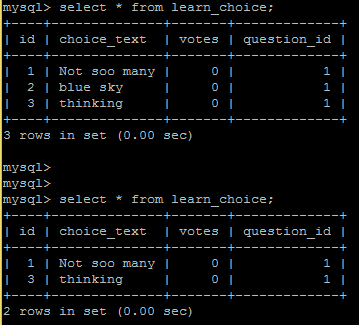 mysql> select * from learn_choice;
+----+--------------+-------+-------------+
| id | choice_text  | votes | question_id |
+----+--------------+-------+-------------+
|  1 | Not soo many |     0 |           1 |
|  2 | blue sky     |     0 |           1 |
|  3 | thinking     |     0 |           1 |
+----+--------------+-------+-------------+
3 rows in set (0.00 sec)
mysql>
mysql>
mysql> select * from learn_choice;
+----+--------------+-------+-------------+
| id | choice_text  | votes | question_id |
+----+--------------+-------+-------------+
|  1 | Not soo many |     0 |           1 |
|  3 | thinking     |     0 |           1 |
+----+--------------+-------+-------------+
2 rows in set (0.00 sec)